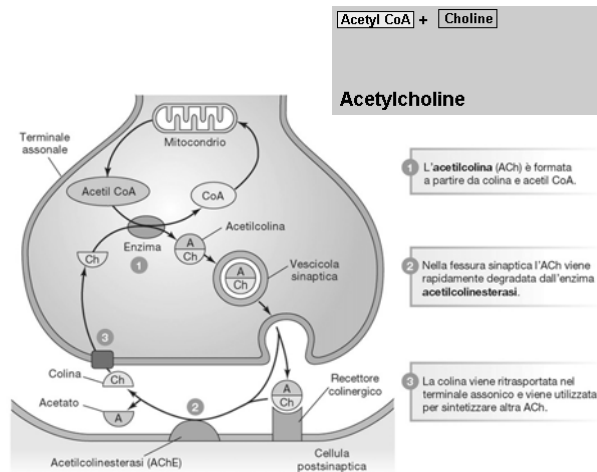 Acetyl CoA + Choline
Acetylcholine
Terminale
assonale
Mitocondrio
Acetil CoA
CoA
Enzima
1
Acetilcolina
A
Ch
Ch
Vescicola
sinaptica
A
Ch
3
Colina
Ch
Acetato
A
2
A
Ch
Recettore
colinergico
Acetilcolinesterasi (AChE)
Cellula
postsinaptica
1 L'acetilcolina (ACh) è formata
a partire da colina e acetil CoA.
2 Nella fessura sinaptica l'ACh viene
rapidamente degradata dall'enzima
acetilcolinesterasi.
3 La colina viene ritrasportata nel
terminale assonico e viene utilizzata
per sintetizzare altra ACh.